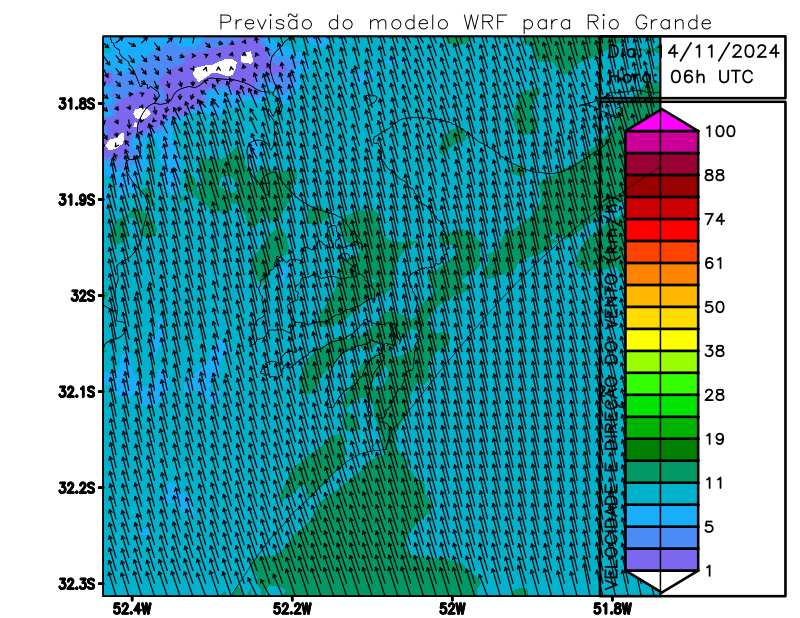 Previsão do modelo WRF para Rio Grande
Dia: 14/11/2024
Hora: 06h UTC
31.8S
31.9S
32S
32.1S
32.2S
32.3S
52.4W
52.2W
52W
51.8W
VELOCIDADE E DIREÇÃO DO VENTO (km/h)
100
88
74
61
50
38
28
19
11
5
1